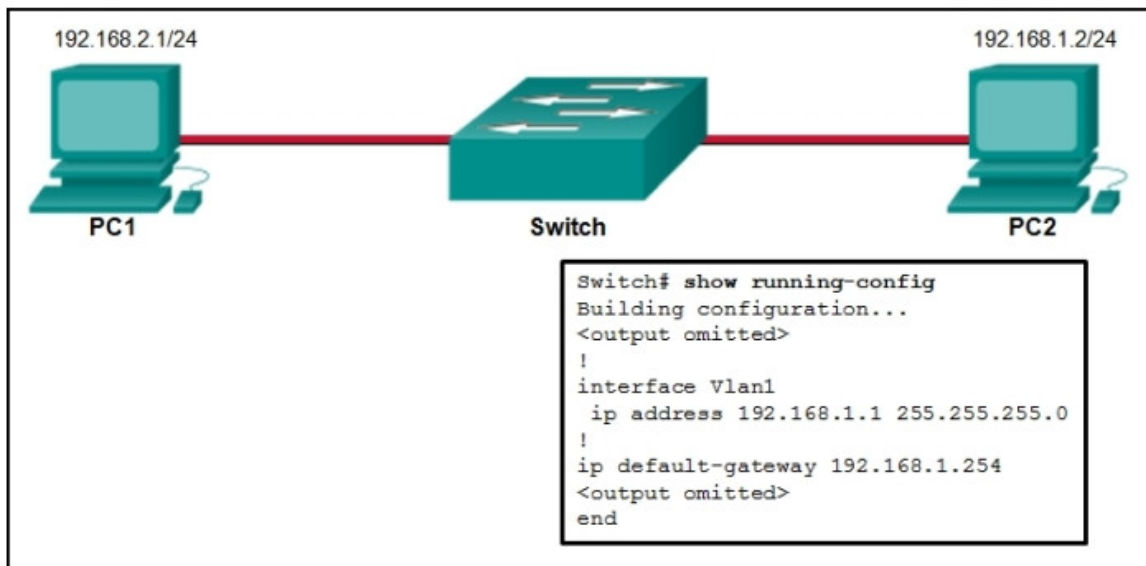 192.168.2.1/24
192.168.1.2/24
PC1
Switch
PC2
Switch# show running-config
Building configuration...
<output omitted>
!
interface Vlan1
ip address 192.168.1.1 255.255.255.0
!
ip default-gateway 192.168.1.254
<output omitted>
end